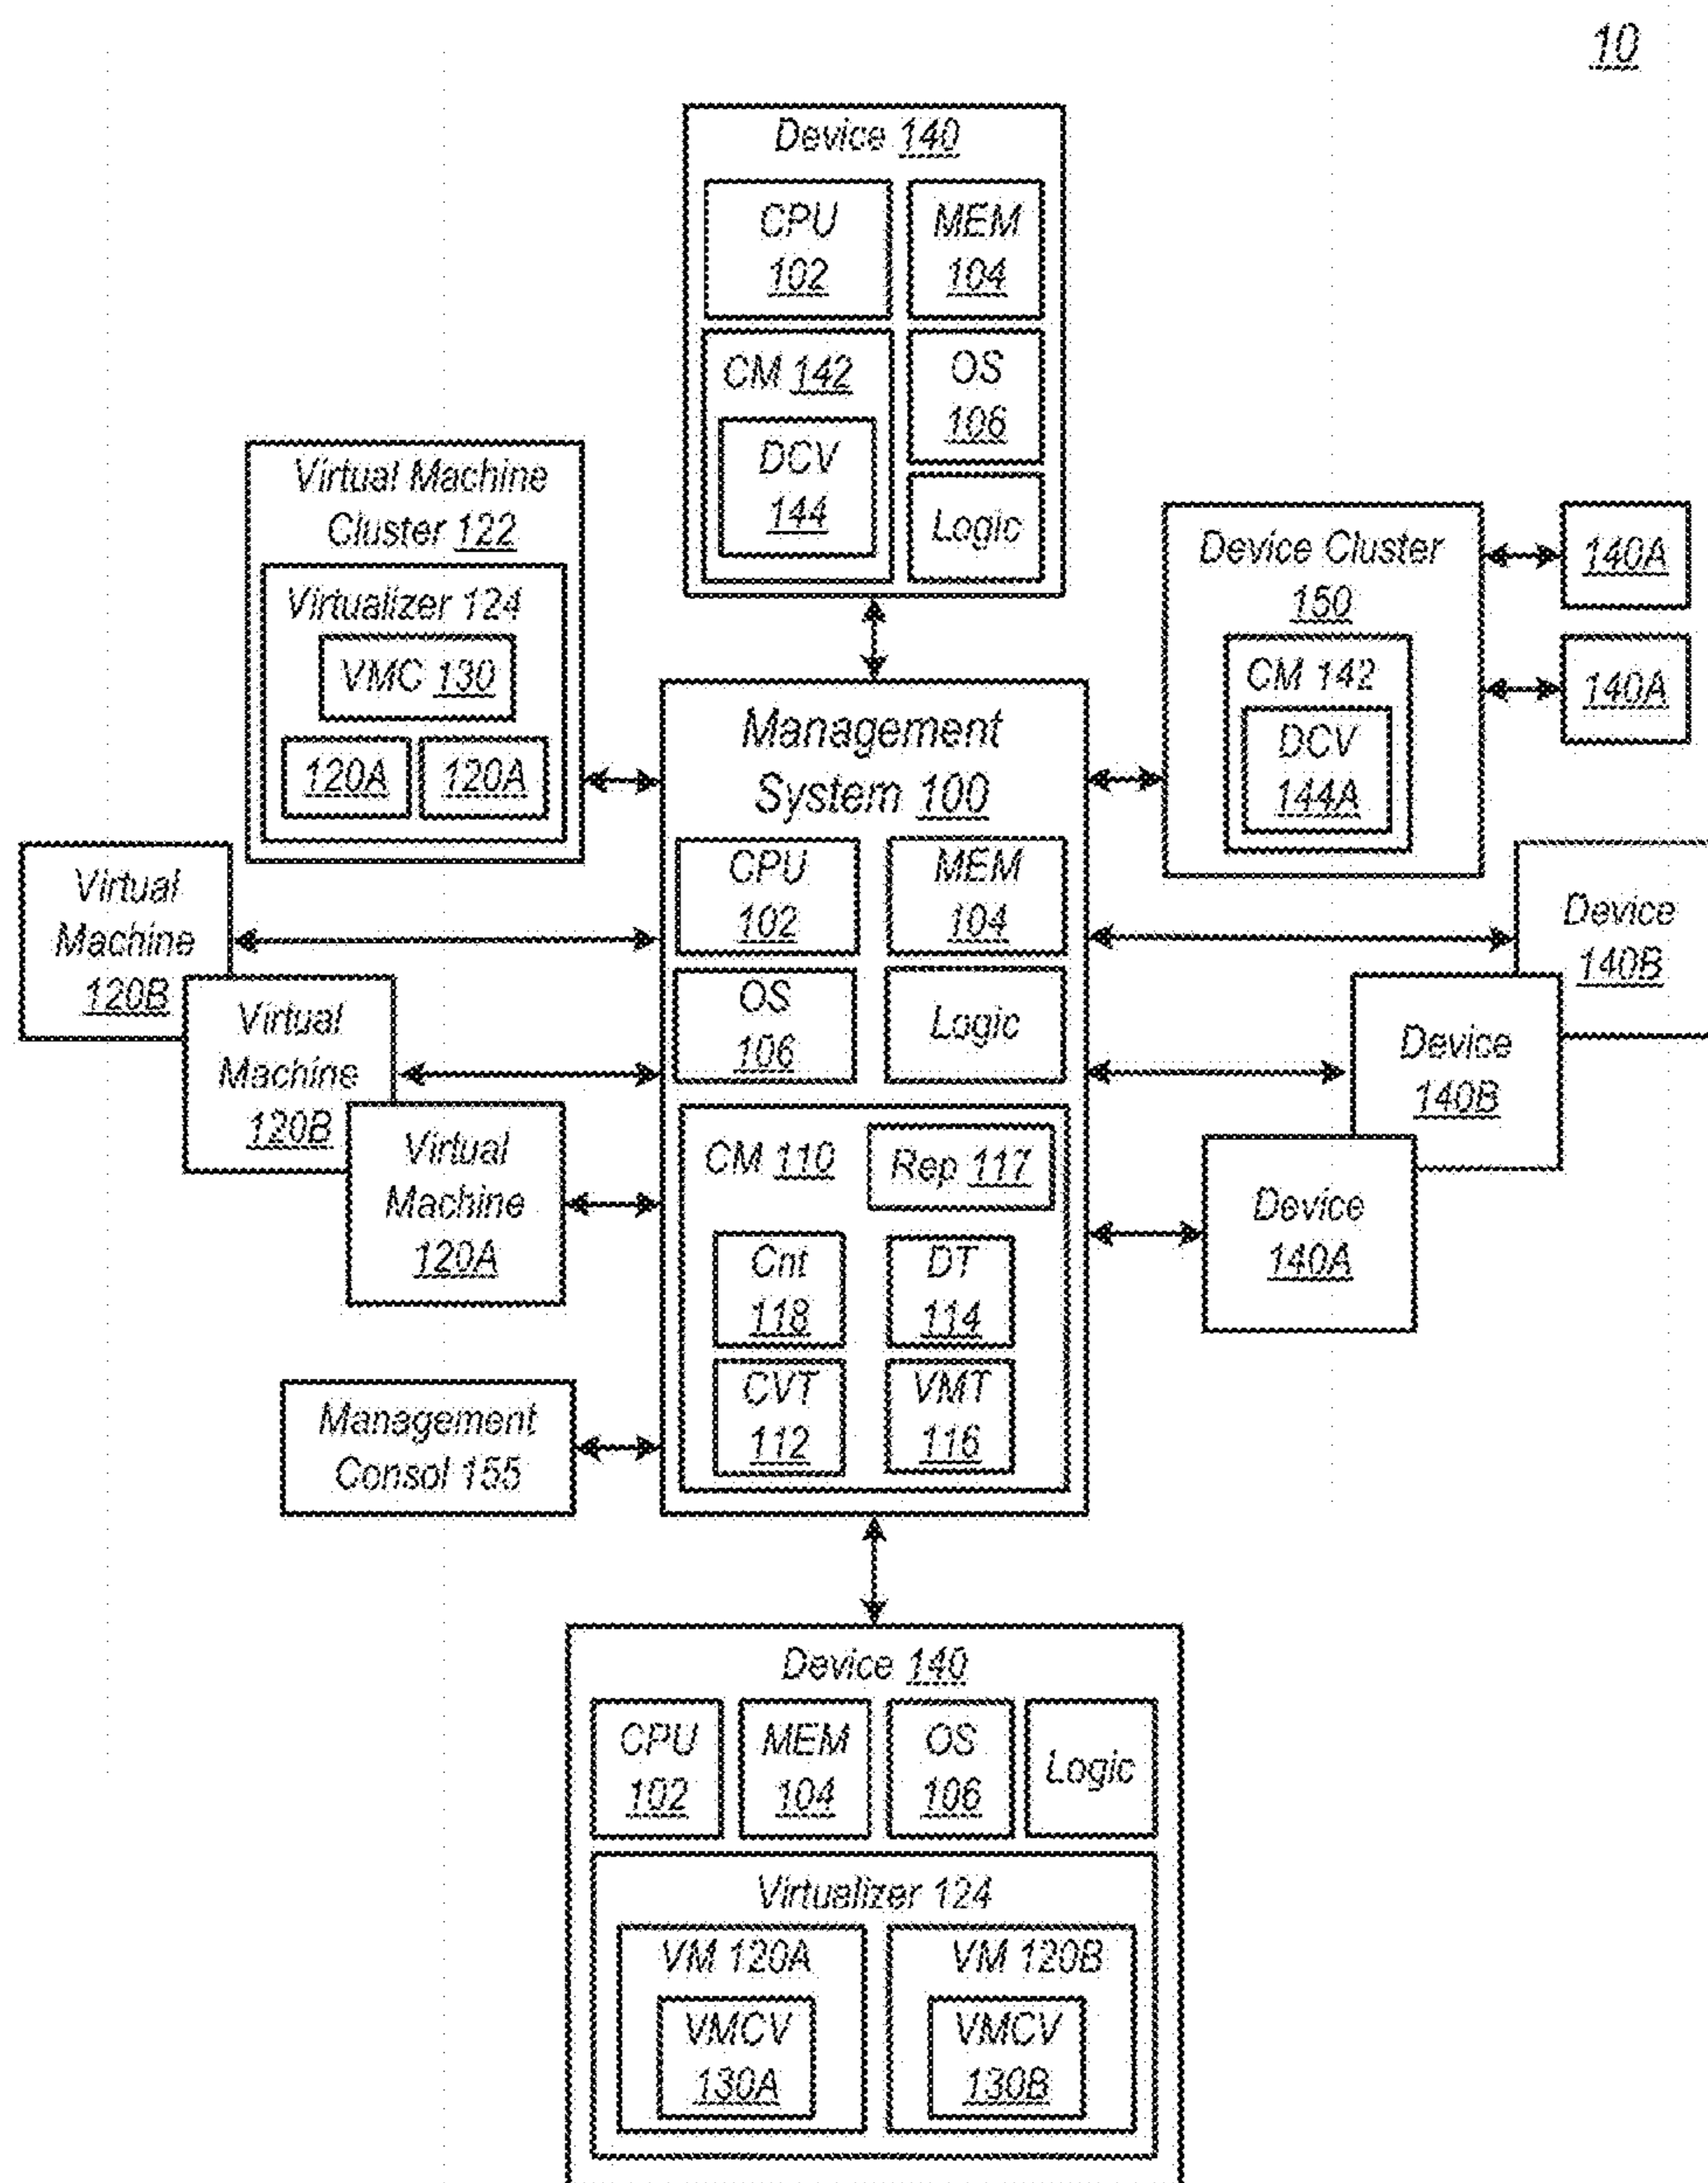 10
Device 140
CPU
102
MEM
104
CM 142
DCV
144
OS
106
Logic
Virtual Machine
Cluster 122
Virtualizer 124
VMC 130
120A
120A
Device Cluster
150
CM 142
DCV
144A
140A
140A
Management
System 100
CPU
102
MEM
104
OS
106
Logic
CM 110
Rep 117
Cnt
118
DT
114
CVT
112
VMT
116
Virtual
Machine
120B
Virtual
Machine
120B
Virtual
Machine
120A
Device
140B
Device
140B
Device
140A
Management
Consol 155
Device 140
CPU
102
MEM
104
OS
106
Logic
Virtualizer 124
VM 120A
VMCV
130A
VM 120B
VMCV
130B